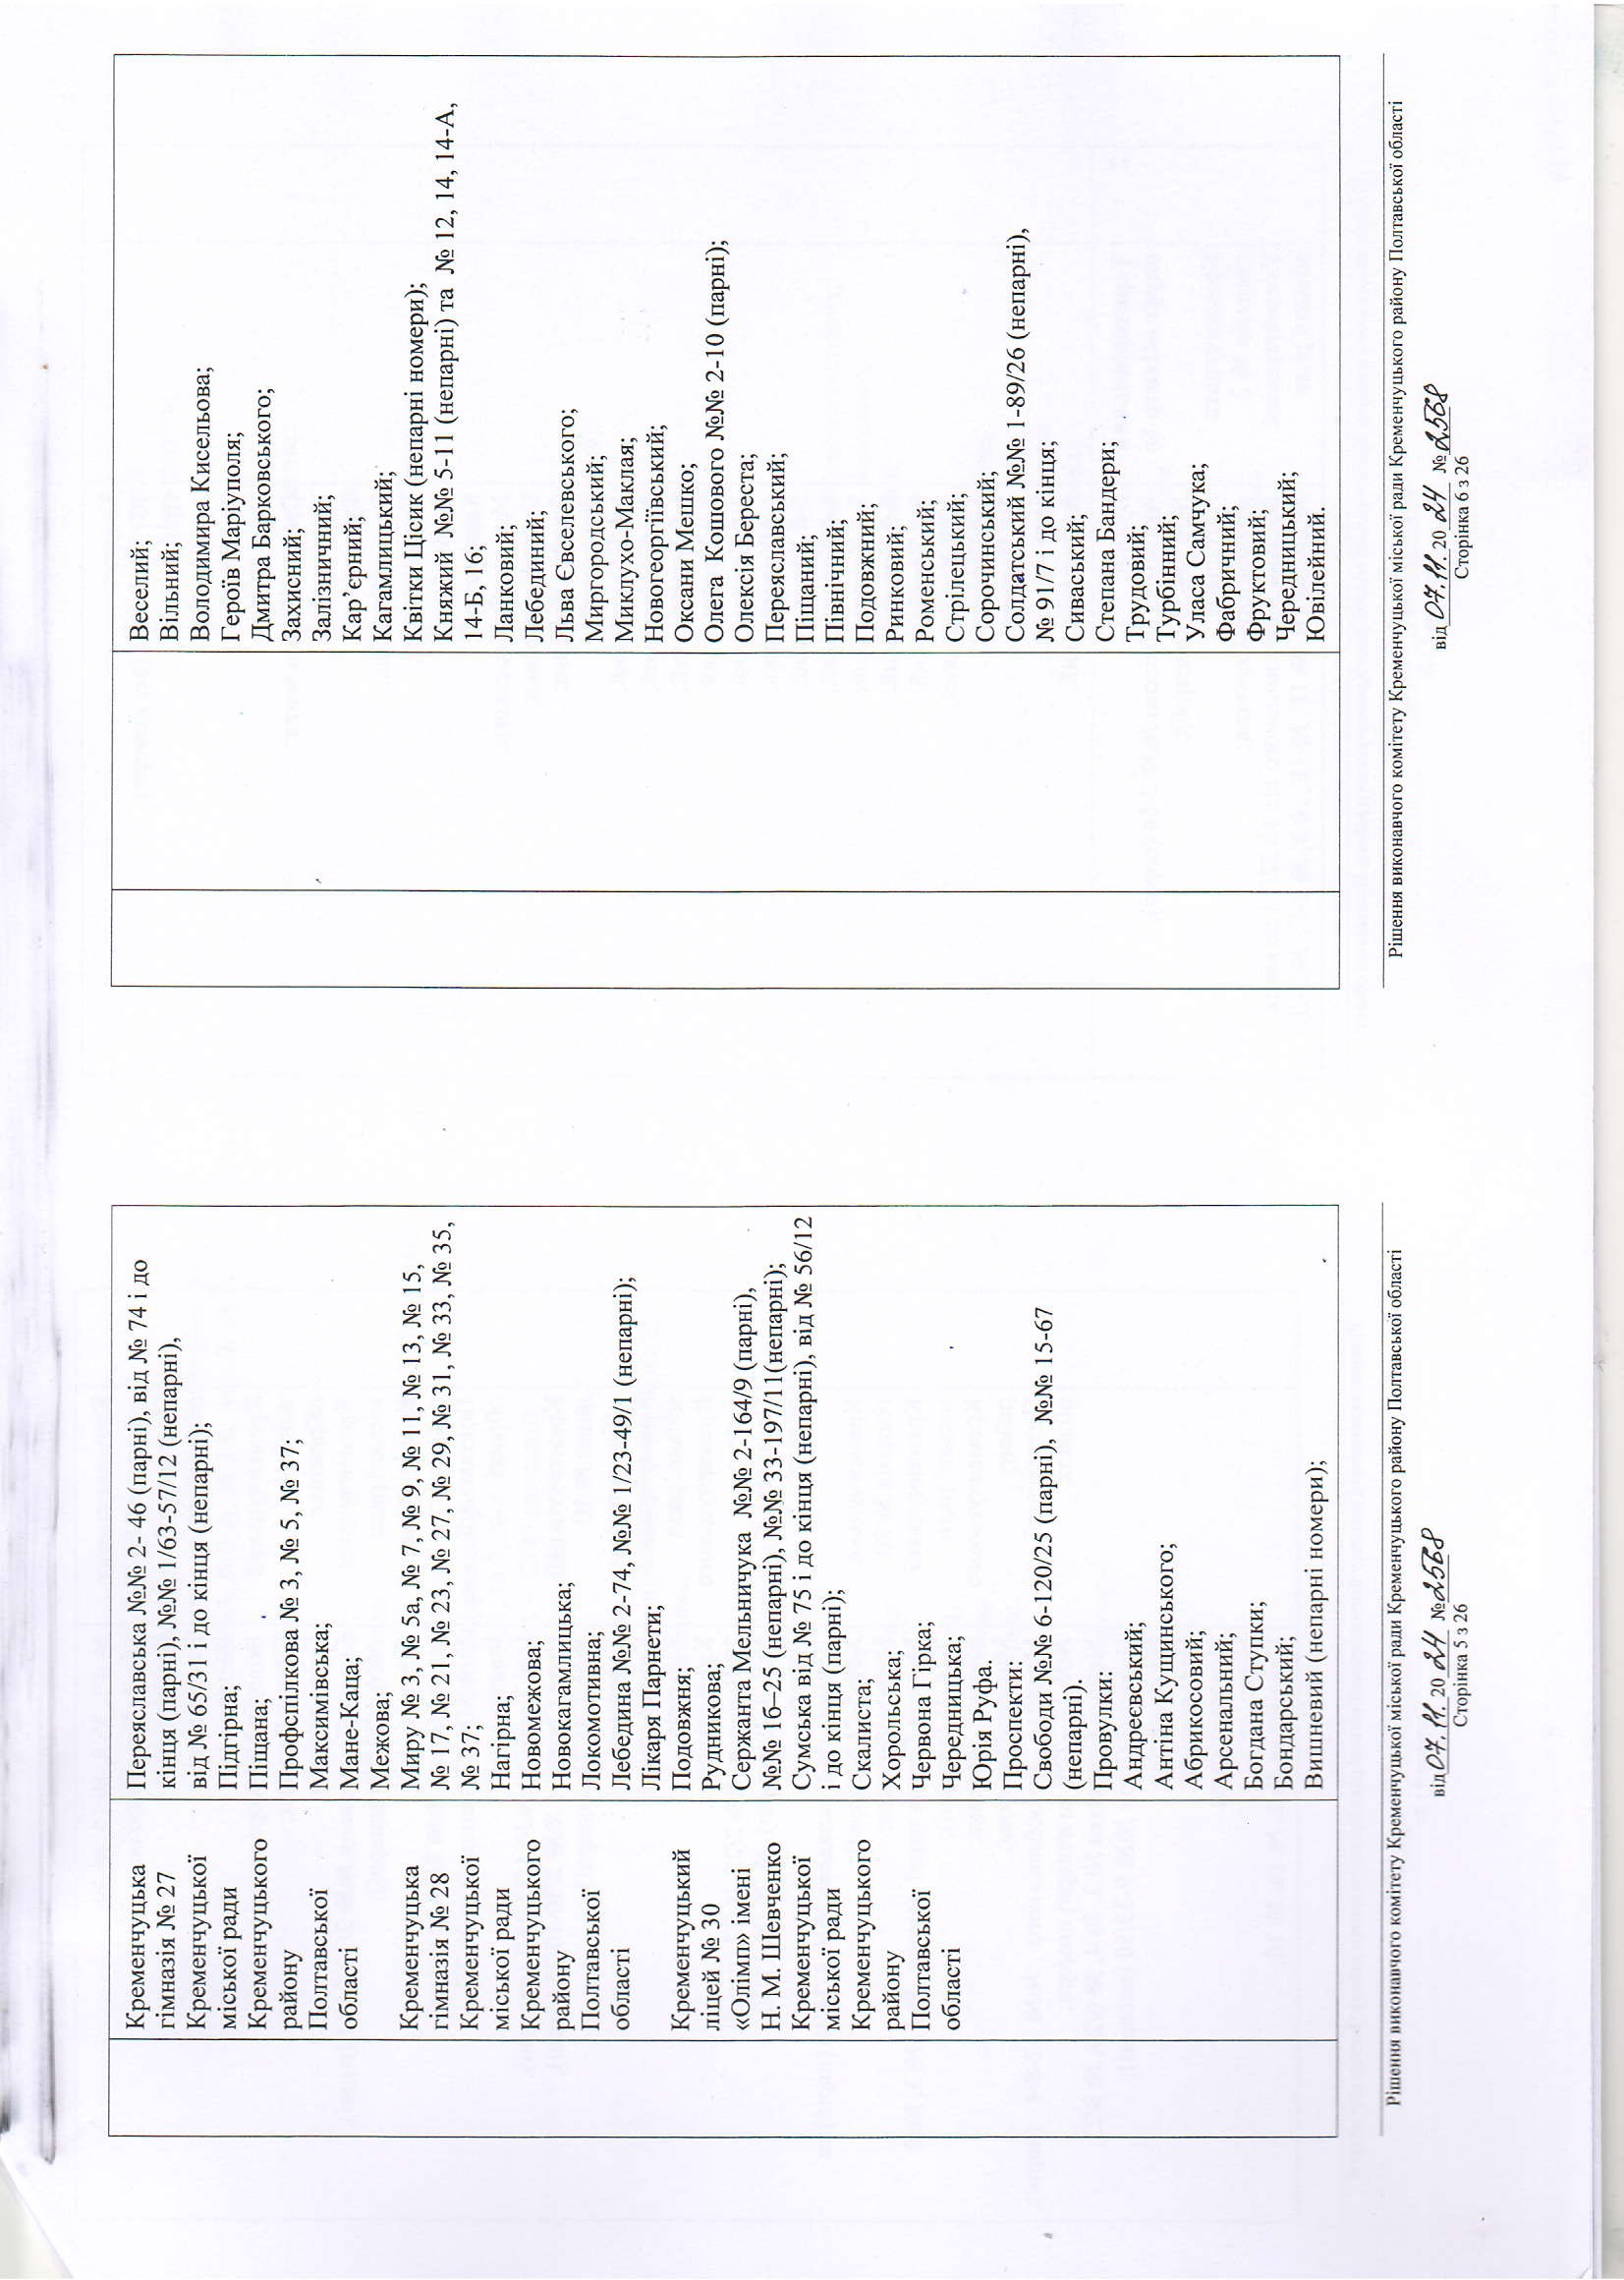 Кременчуцька
гімназія № 27
Кременчуцької
міської ради
Кременчуцького
району
Полтавської
області
Кременчуцька
гімназія № 28
Кременчуцької
міської ради
Кременчуцького
району
Полтавської
області
Кременчуцький
ліцей № 30
«Олімп» імені
Н. М. Шевченко
Кременчуцької
міської ради
Кременчуцького
району
Полтавської
області
Переяславська №№ 2- 46 (парні), від № 74 і до
кінця (парні), №№ 1/63-57/12 (непарні),
від № 65/31 і до кінця (непарні);
Підгірна;
Піщана;
Профспілкова № 3, № 5, № 37;
Максимівська;
Мане-Каца;
Межова;
Миру № 3, № 5а, № 7, № 9, № 11, № 13, № 15,
№ 17, № 21, № 23, № 27, № 29, № 31, № 33, № 35,
№ 37;
Нагірна;
Новомежова;
Новокагамлицька;
Локомотивна;
Лебедина №№ 2-74, №№ 1/23-49/1 (непарні);
Лікаря Парнети;
Подовжня;
Рудникова;
Сержанта Мельничука №№ 2-164/9 (парні),
№№ 1б–25 (непарні), №№ 33-197/11(непарні);
Сумська від № 75 і до кінця (непарні), від № 56/12
і до кінця (парні);
Скалиста;
Хорольська;
Червона Гірка;
Чередницька;
Юрія Руфа.
Проспекти:
Свободи №№ 6-120/25 (парні), №№ 15-67
(непарні).
Провулки:
Андреєвський;
Антіна Кущинського;
Абрикосовий;
Арсенальний;
Богдана Ступки;
Бондарський;
Вишневий (непарні номери);
Рішення виконавчого комітету Кременчуцької міської ради Кременчуцького району Полтавської області
від 07.11. 20 24 № 2568
Сторінка 5 з 26
Веселий;
Вільний;
Володимира Кисельова;
Героїв Маріуполя;
Дмитра Барковського;
Захисний;
Залізничний;
Кар’єрний;
Кагамлицький;
Квітки Цісик (непарні номери);
Княжий №№ 5-11 (непарні) та № 12, 14, 14-А,
14-Б, 16;
Ланковий;
Лебединий;
Льва Євселевського;
Миргородський;
Миклухо-Маклая;
Новогеоргіївський;
Оксани Мешко;
Олега Кошового №№ 2-10 (парні);
Олексія Береста;
Переяславський;
Піщаний;
Північний;
Подовжний;
Ринковий;
Роменський;
Стрілецький;
Сорочинський;
Солдатський №№ 1-89/26 (непарні),
№ 91/7 і до кінця;
Сиваський;
Степана Бандери;
Трудовий;
Турбінний;
Уласа Самчука;
Фабричний;
Фруктовий;
Чередницький;
Ювілейний.
Рішення виконавчого комітету Кременчуцької міської ради Кременчуцького району Полтавської області
від 07.11. 20 24 № 2568
Сторінка 6 з 26